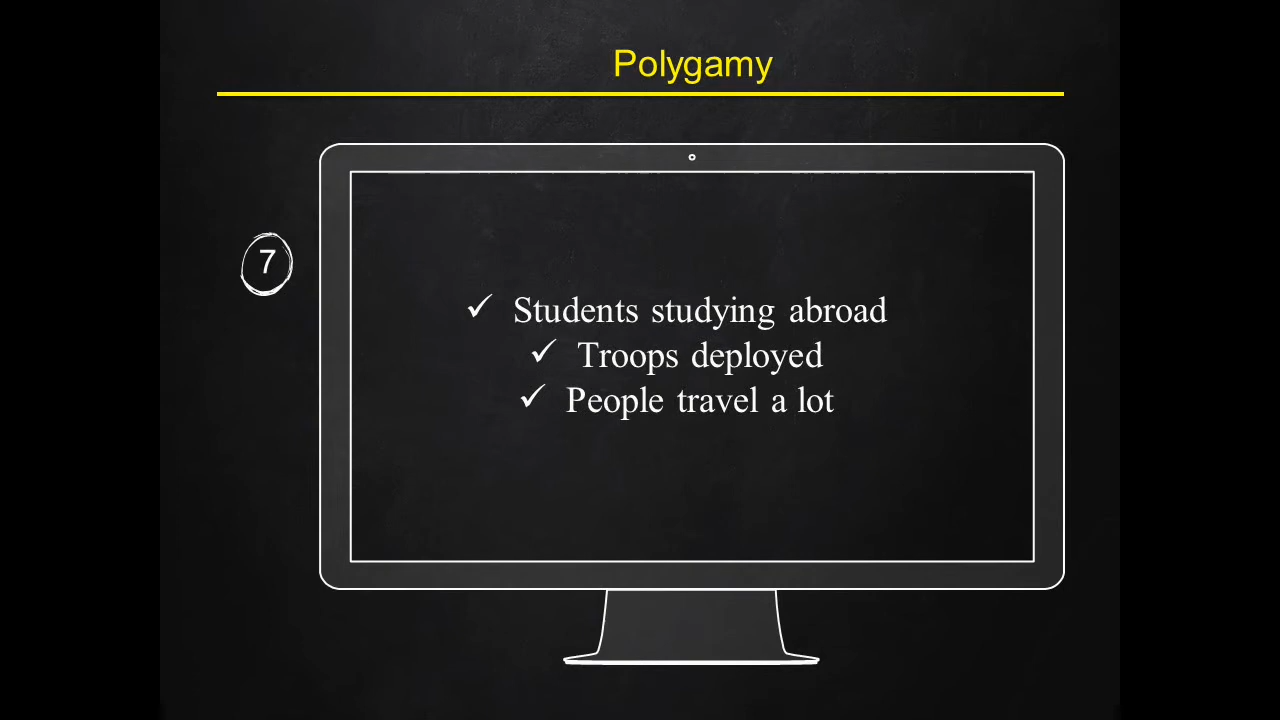 Polygamy
7
✓ Students studying abroad
✓ Troops deployed
✓ People travel a lot